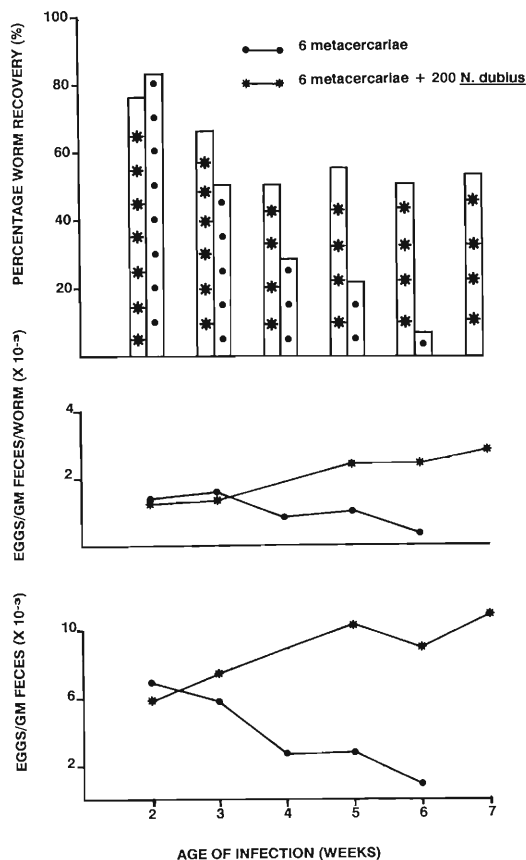 100
80
60
40
20
PERCENTAGE WORM RECOVERY (%)
6 metacercariae
6 metacercariae + 200 N. dubius
4
2
EGGS/GM FECES/WORM (X 10⁻³)
10
6
2
EGGS/GM FECES (X 10⁻³)
2 3 4 5 6 7
AGE OF INFECTION (WEEKS)